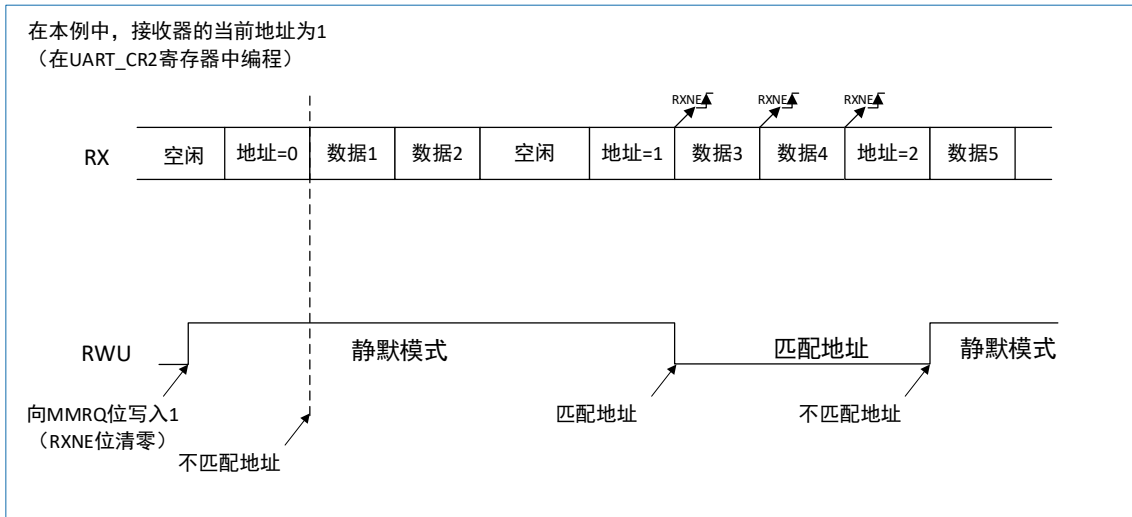 在本例中，接收器的当前地址为1
（在UART_CR2寄存器中编程）
RXNE RXNE RXNE
RX 空闲 地址=0 数据1 数据2 空闲 地址=1 数据3 数据4 地址=2 数据5
RWU 静默模式 匹配地址 静默模式
向MMRQ位写入1 匹配地址 不匹配地址
（RXNE位清零）
不匹配地址